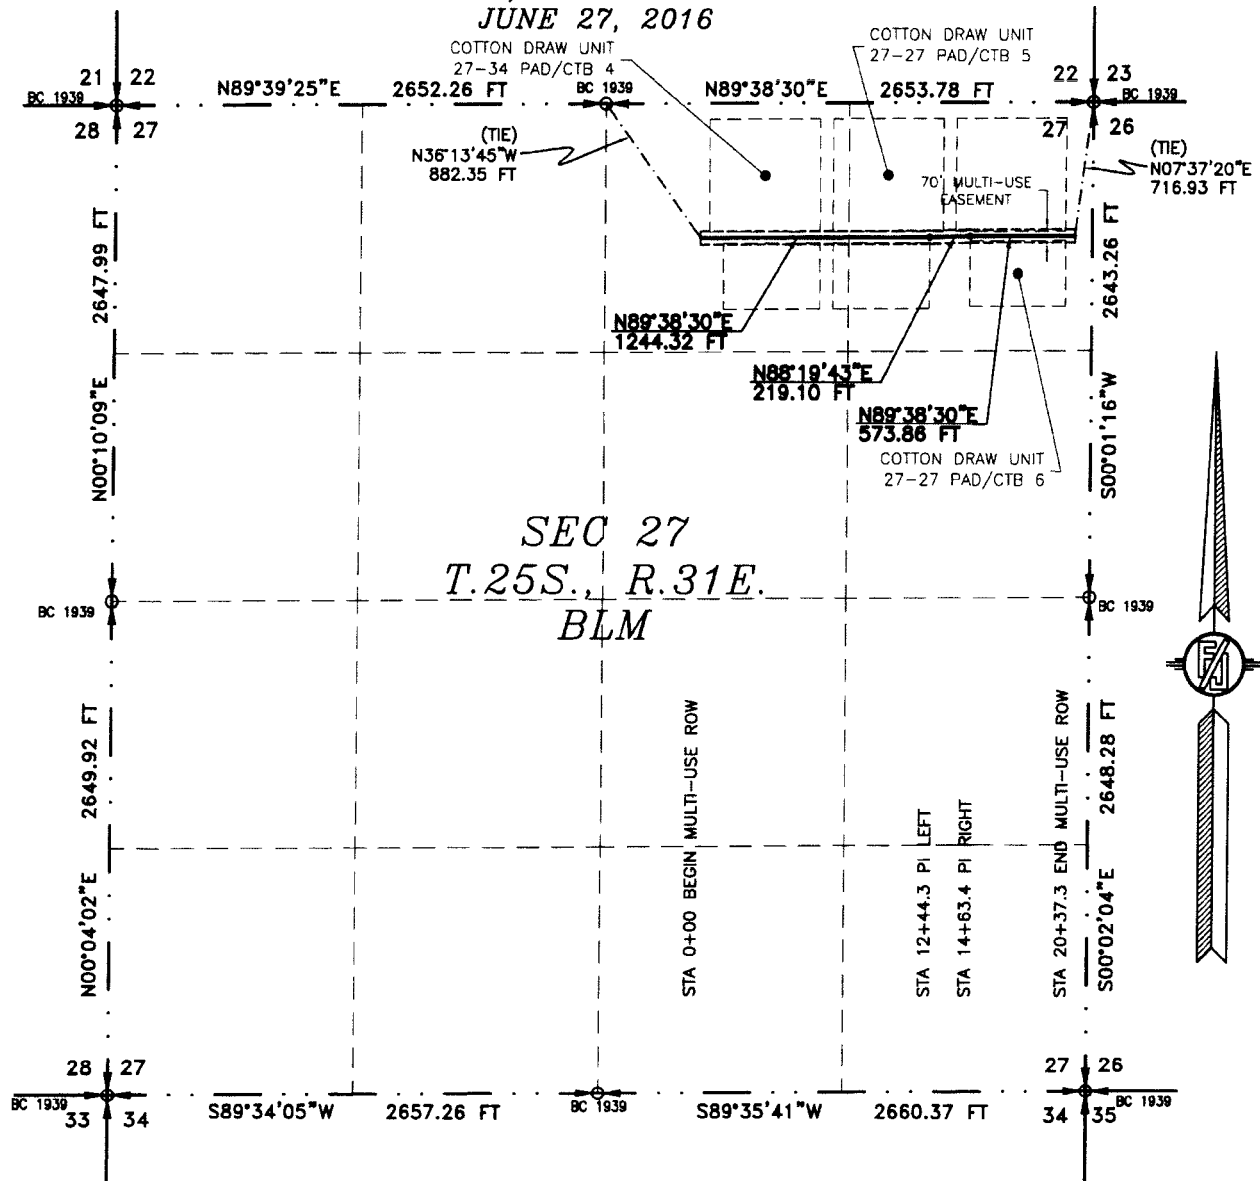 JUNE 27, 2016
COTTON DRAW UNIT
27-34 PAD/CTB 4
COTTON DRAW UNIT
27-27 PAD/CTB 5
21 22
BC 1939
28 27
N89°39'25"E 2652.26 FT
BC 1939
N89°38'30"E 2653.78 FT
22 23
BC 1939
27 26
(TIE)
N36°13'45"W
882.35 FT
(TIE)
N07°37'20"E
716.93 FT
70' MULTI-USE
EASEMENT
N00°10'09"E 2647.99 FT
S00°01'16"W 2643.26 FT
N89°38'30"E
1244.32 FT
N88°19'43"E
219.10 FT
N89°38'30"E
573.86 FT
COTTON DRAW UNIT
27-27 PAD/CTB 6
SEC 27
T.25S., R.31E.
BLM
BC 1939
BC 1939
N00°04'02"E 2649.92 FT
STA 0+00 BEGIN MULTI-USE ROW
STA 12+44.3 PI LEFT
STA 14+63.4 PI RIGHT
STA 20+37.3 END MULTI-USE ROW
S00°02'04"E 2648.28 FT
28 27
BC 1939
33 34
S89°34'05"W 2657.26 FT
BC 1939
S89°35'41"W 2660.37 FT
27 26
BC 1939
34 35